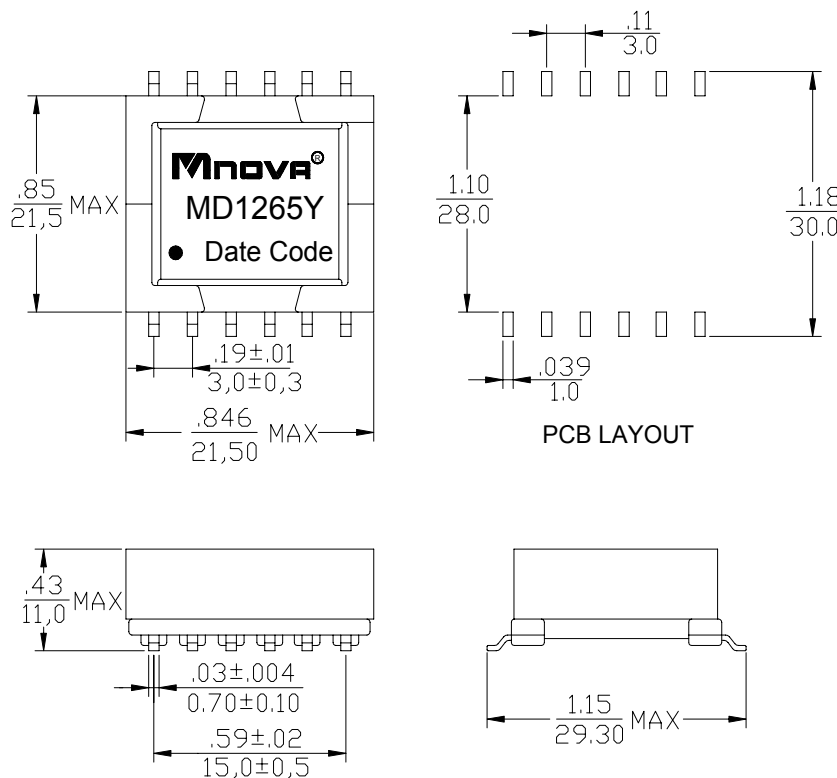 .11
3.0
.85
21,5 MAX
Mnova®
MD1265Y
Date Code
1.10
28.0
1.18
30.0
.19±.01
3,0±0,3
.846
21,50 MAX
.039
1.0
PCB LAYOUT
.43
11,0 MAX
.03±.004
0.70±0.10
.59±.02
15,0±0,5
1.15
29.30 MAX